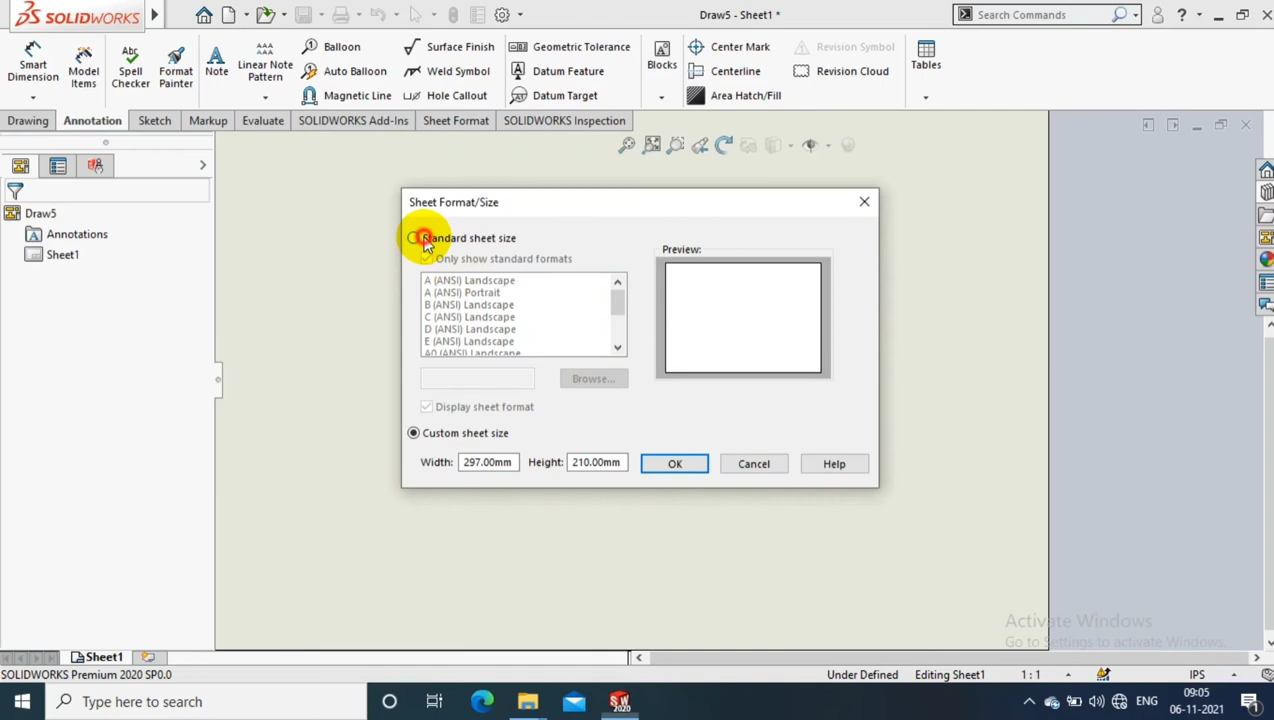 SOLIDWORKS
Draw5 - Sheet1 *
Search Commands
?
Smart Dimension
Model Items
Spell Checker
Format Painter
Note
Linear Note Pattern
Balloon
Auto Balloon
Magnetic Line
Surface Finish
Weld Symbol
Hole Callout
Geometric Tolerance
Datum Feature
Datum Target
Blocks
Center Mark
Centerline
Area Hatch/Fill
Revision Symbol
Revision Cloud
Tables
Drawing
Annotation
Sketch
Markup
Evaluate
SOLIDWORKS Add-Ins
Sheet Format
SOLIDWORKS Inspection
Draw5
Annotations
Sheet1
Sheet Format/Size
Standard sheet size
Only show standard formats
A (ANSI) Landscape
A (ANSI) Portrait
B (ANSI) Landscape
C (ANSI) Landscape
D (ANSI) Landscape
E (ANSI) Landscape
A0 (ANSI) Landscape
Browse...
Display sheet format
Custom sheet size
Width: 297.00mm Height: 210.00mm
Preview:
OK
Cancel
Help
Activate Windows
Go to Settings to activate Windows.
Sheet1
SOLIDWORKS Premium 2020 SP0.0
Under Defined
Editing Sheet1
1 : 1
IPS
Type here to search
SW
2020
ENG
09:05
06-11-2021
1